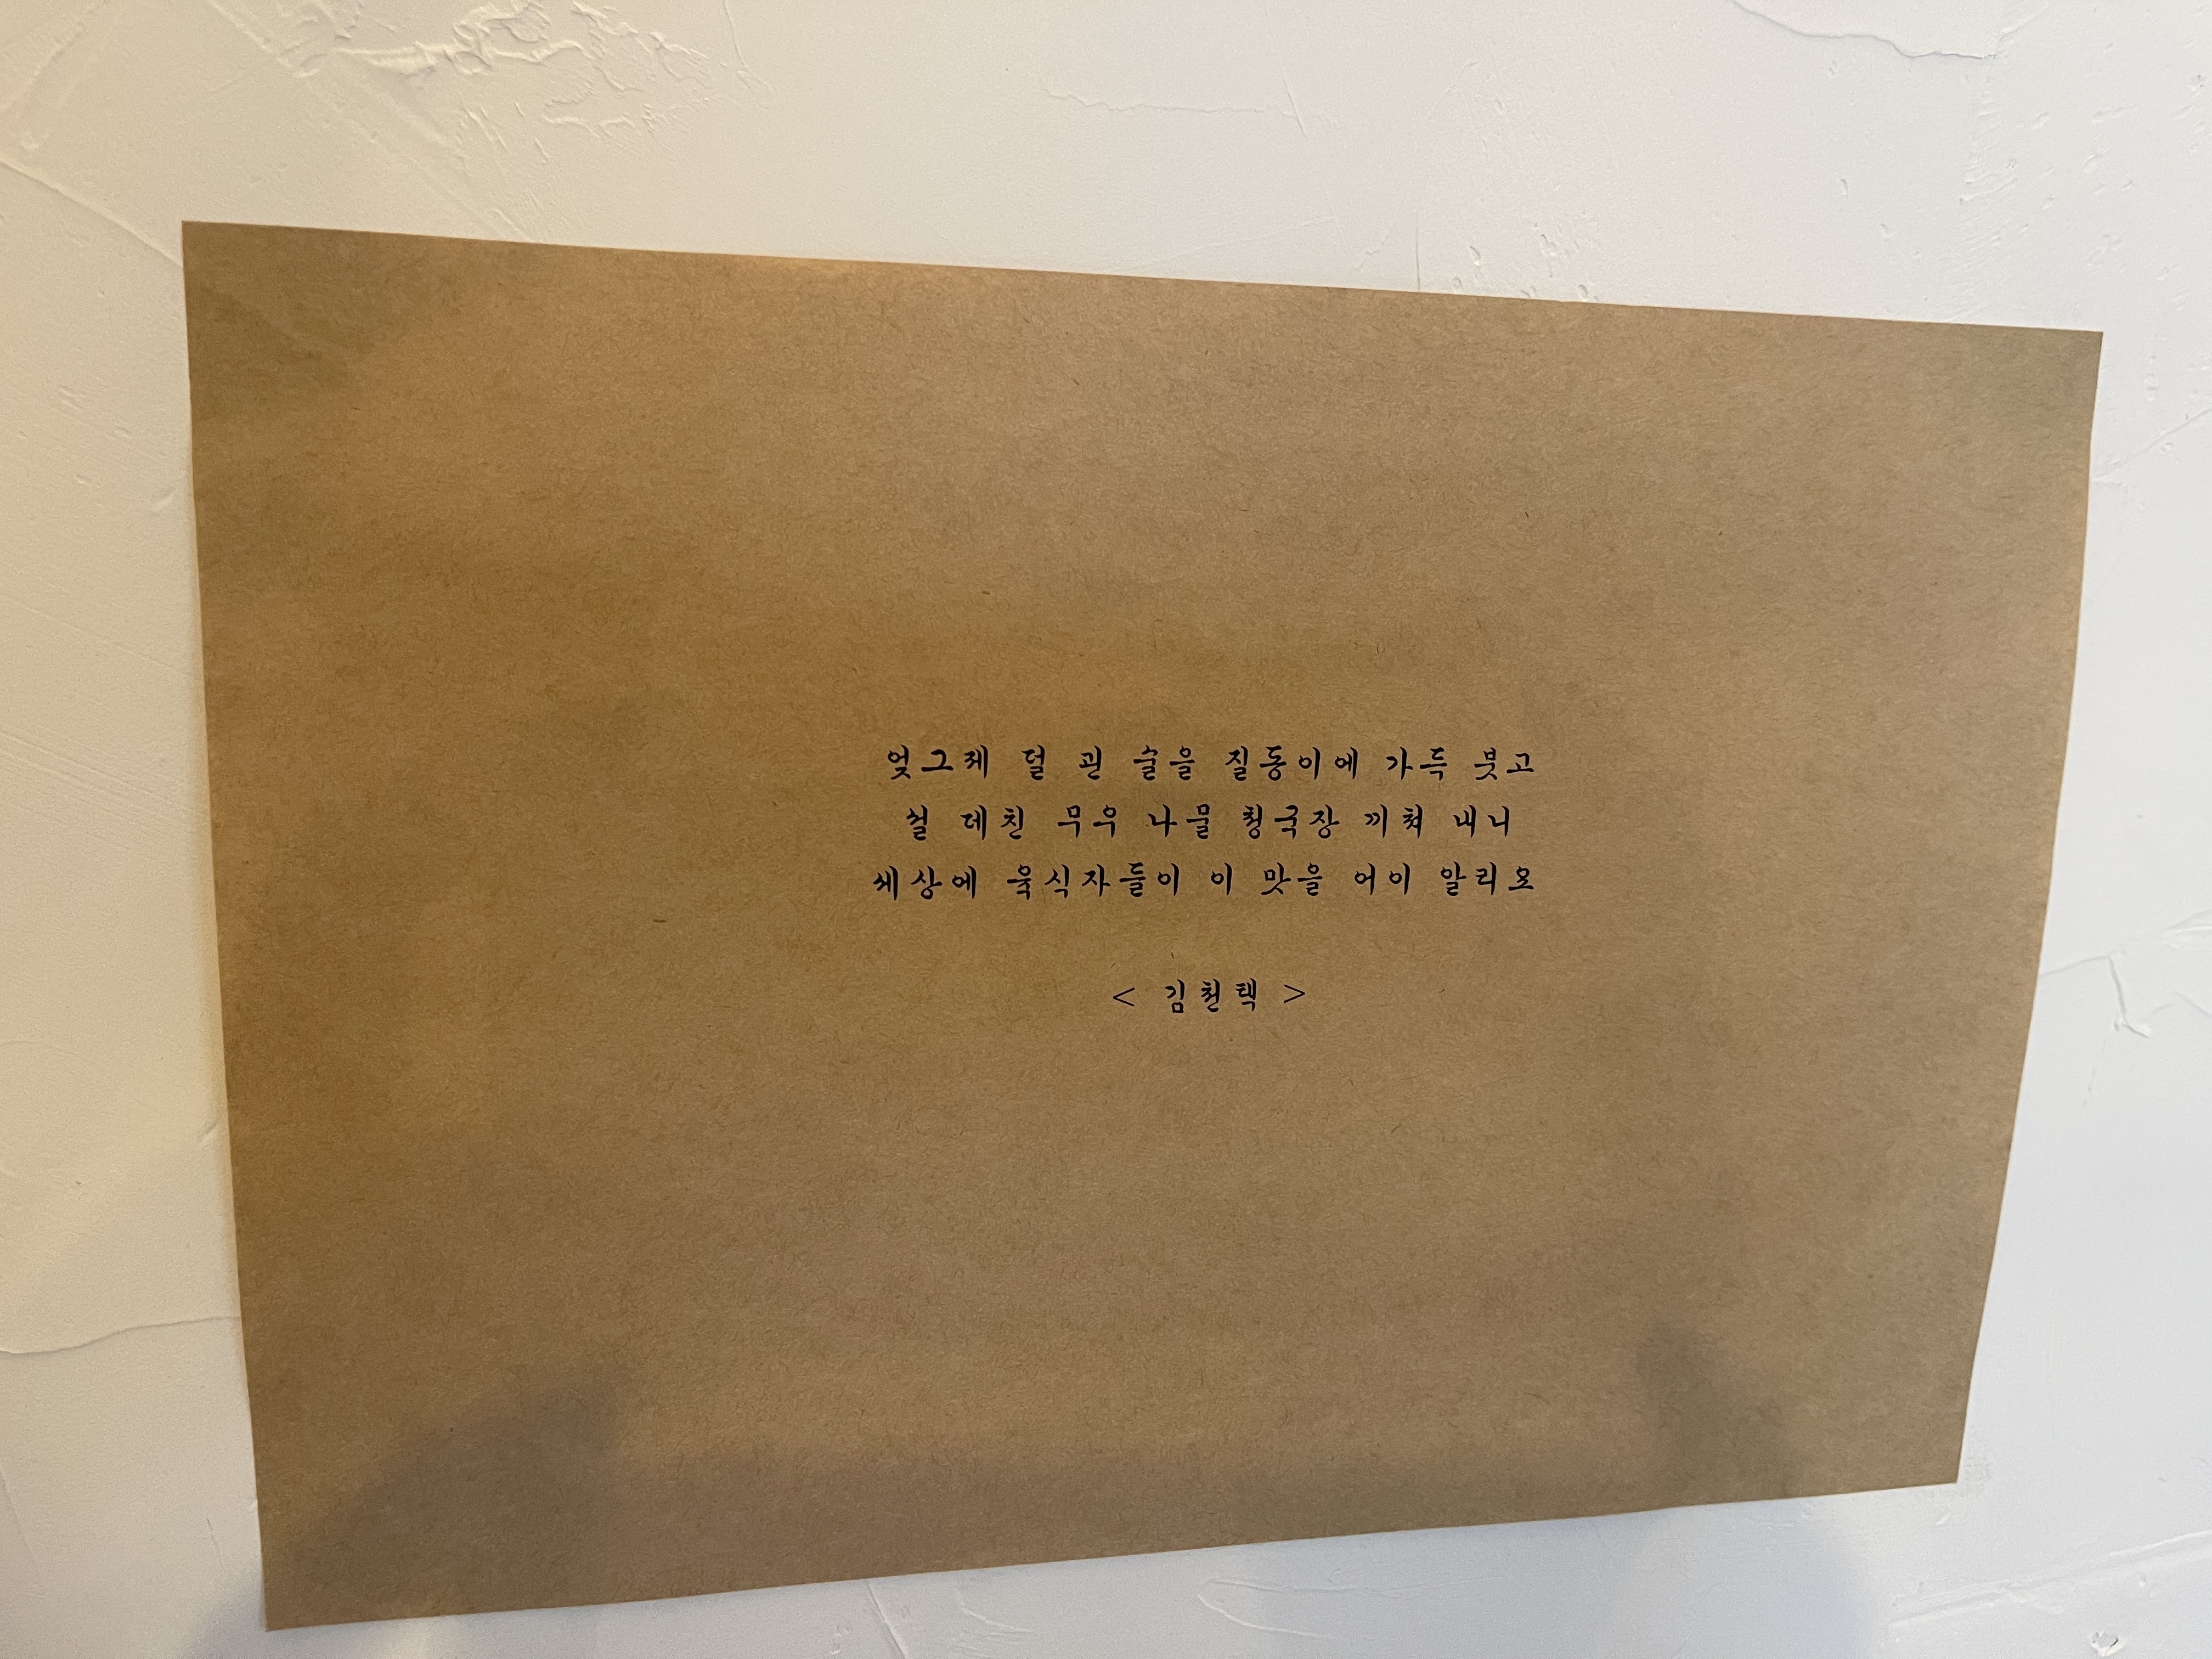 엊그제 덜 괸 술을 질동이에 가득 붓고
설 데친 무우 나물 청국장 끼쳐 내니
세상에 육식자들이 이 맛을 어이 알리오
< 김천택 >